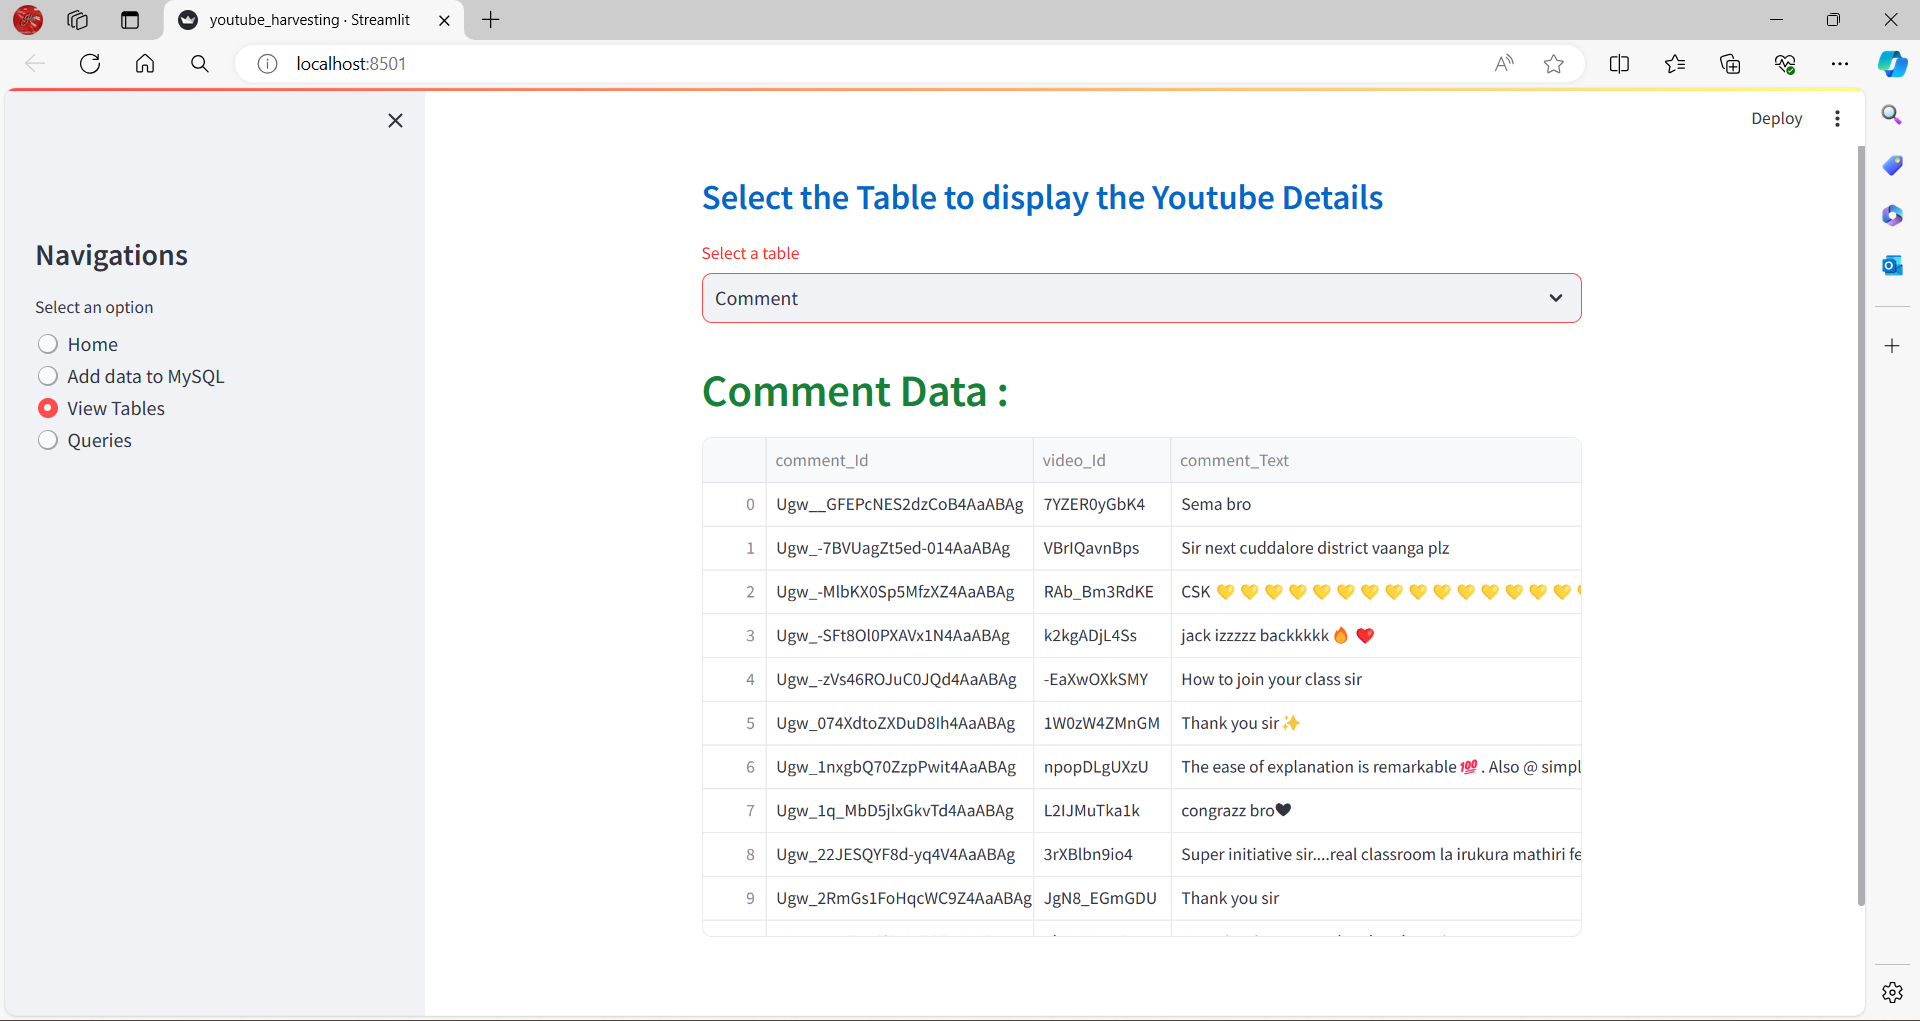 youtube_harvesting · Streamlit
localhost:8501
Deploy
Navigations
Select an option
Home
Add data to MySQL
View Tables
Queries
Select the Table to display the Youtube Details
Select a table
Comment
Comment Data :
comment_Id video_Id comment_Text
0 Ugw__GFEPcNES2dzCoB4AaABAg 7YZER0yGbK4 Sema bro
1 Ugw_-7BVUagZt5ed-014AaABAg VBrIQavnBps Sir next cuddalore district vaanga plz
2 Ugw_-MlbKX0Sp5MfzXZ4AaABAg RAb_Bm3RdKE CSK 💛 💛 💛 💛 💛 💛 💛 💛 💛 💛 💛 💛 💛 💛 💛
3 Ugw_-SFt8Ol0PXAVx1N4AaABAg k2kgADjL4Ss jack izzzzz backkkkk🔥 ❤️
4 Ugw_-zVs46ROJuC0JQd4AaABAg -EaXwOXkSMY How to join your class sir
5 Ugw_074XdtoZXDuD8Ih4AaABAg 1W0zW4ZMnGM Thank you sir✨
6 Ugw_1nxgbQ70ZzpPwit4AaABAg npopDLgUXzU The ease of explanation is remarkable💯. Also @ simpl
7 Ugw_1q_MbD5jlxGkvTd4AaABAg L2IJMuTka1k congrazz bro🖤
8 Ugw_22JESQYF8d-yq4V4AaABAg 3rXBlbn9io4 Super initiative sir....real classroom la irukura mathiri fe
9 Ugw_2RmGs1FoHqcWC9Z4AaABAg JgN8_EGmGDU Thank you sir